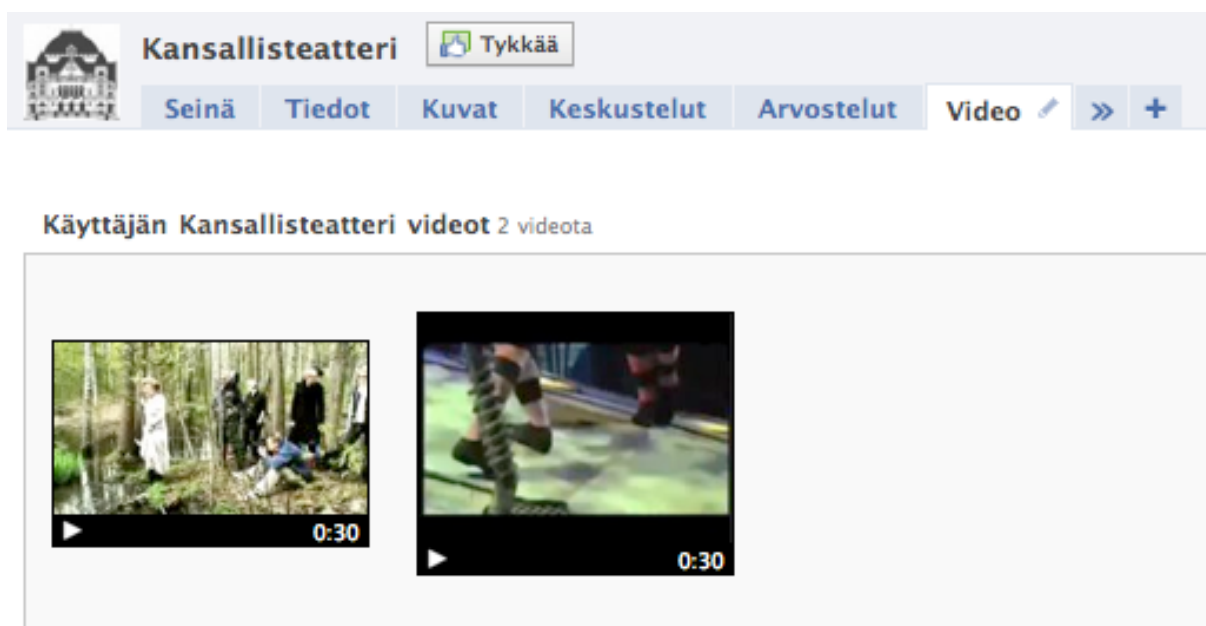 Kansallisteatteri Tykkää
Seinä Tiedot Kuvat Keskustelut Arvostelut Video » +
Käyttäjän Kansallisteatteri videot 2 videota
0:30
0:30